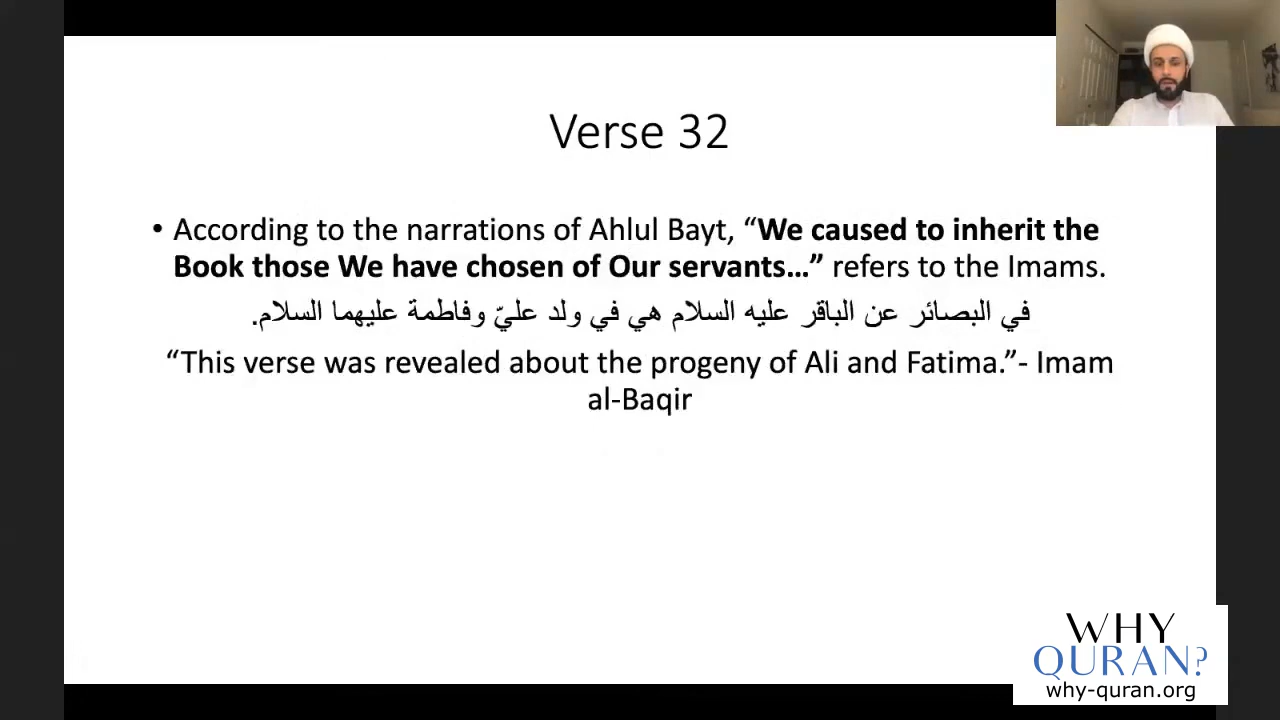 Verse 32
• According to the narrations of Ahlul Bayt, “We caused to inherit the
Book those We have chosen of Our servants…” refers to the Imams.
في البصائر عن الباقر عليه السلام هي في ولد عليّ وفاطمة عليهما السلام.
“This verse was revealed about the progeny of Ali and Fatima.”- Imam
al-Baqir
WHY
QURAN?
why-quran.org